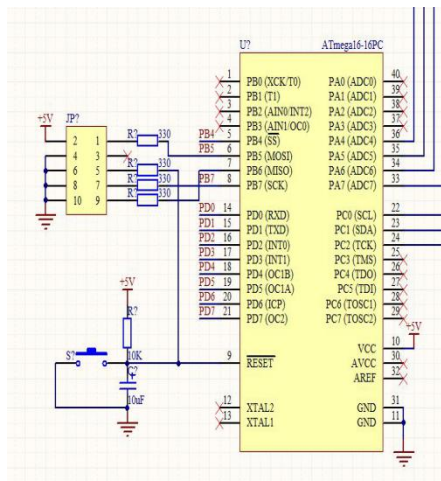 U? ATmega16-16PC
1 PB0 (XCK/T0) PA0 (ADC0) 40
2 PB1 (T1) PA1 (ADC1) 39
3 PB2 (AIN0/INT2) PA2 (ADC2) 38
4 PB3 (AIN1/OC0) PA3 (ADC3) 37
PB4 5 PB4 (SS) PA4 (ADC4) 36
PB5 6 PB5 (MOSI) PA5 (ADC5) 35
7 PB6 (MISO) PA6 (ADC6) 34
PB7 8 PB7 (SCK) PA7 (ADC7) 33
+5V JP?
2 1 R? 330
4 3
6 5 R? 330
8 7 R? 330
10 9 R? 330
PD0 14 PD0 (RXD) PC0 (SCL) 22
PD1 15 PD1 (TXD) PC1 (SDA) 23
PD2 16 PD2 (INT0) PC2 (TCK) 24
PD3 17 PD3 (INT1) PC3 (TMS) 25
PD4 18 PD4 (OC1B) PC4 (TDO) 26
PD5 19 PD5 (OC1A) PC5 (TDI) 27
PD6 20 PD6 (ICP) PC6 (TOSC1) 28
PD7 21 PD7 (OC2) PC7 (TOSC2) 29
+5V
R?
10K
S?
C?
10uF
+5V
VCC 10
9 RESET AVCC 30
AREF 32
12 XTAL2 GND 31
13 XTAL1 GND 11